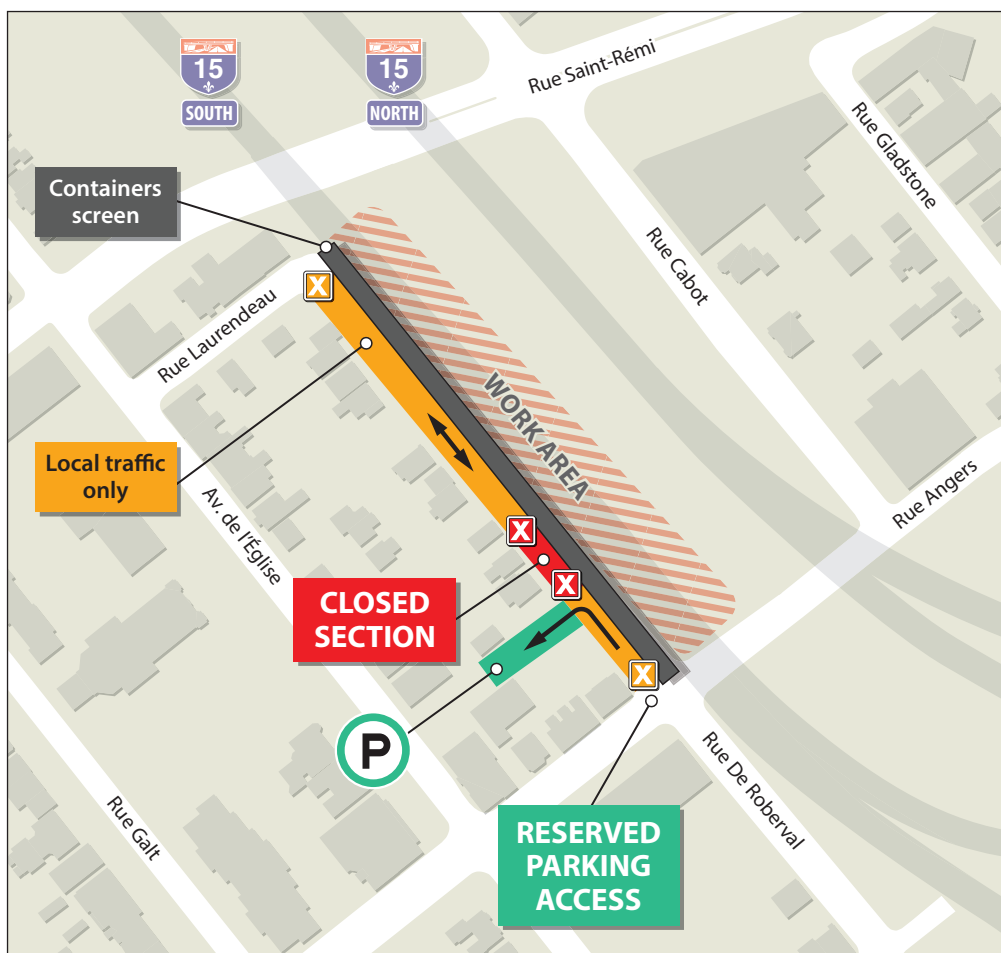 15
SOUTH
15
NORTH
Rue Saint-Rémi
Rue Gladstone
Containers
screen
Rue Cabot
X
Rue Laurendeau
WORK AREA
Local traffic
only
Rue Angers
Av. de l'Église
X
X
CLOSED
SECTION
X
P
Rue De Roberval
Rue Galt
RESERVED
PARKING
ACCESS